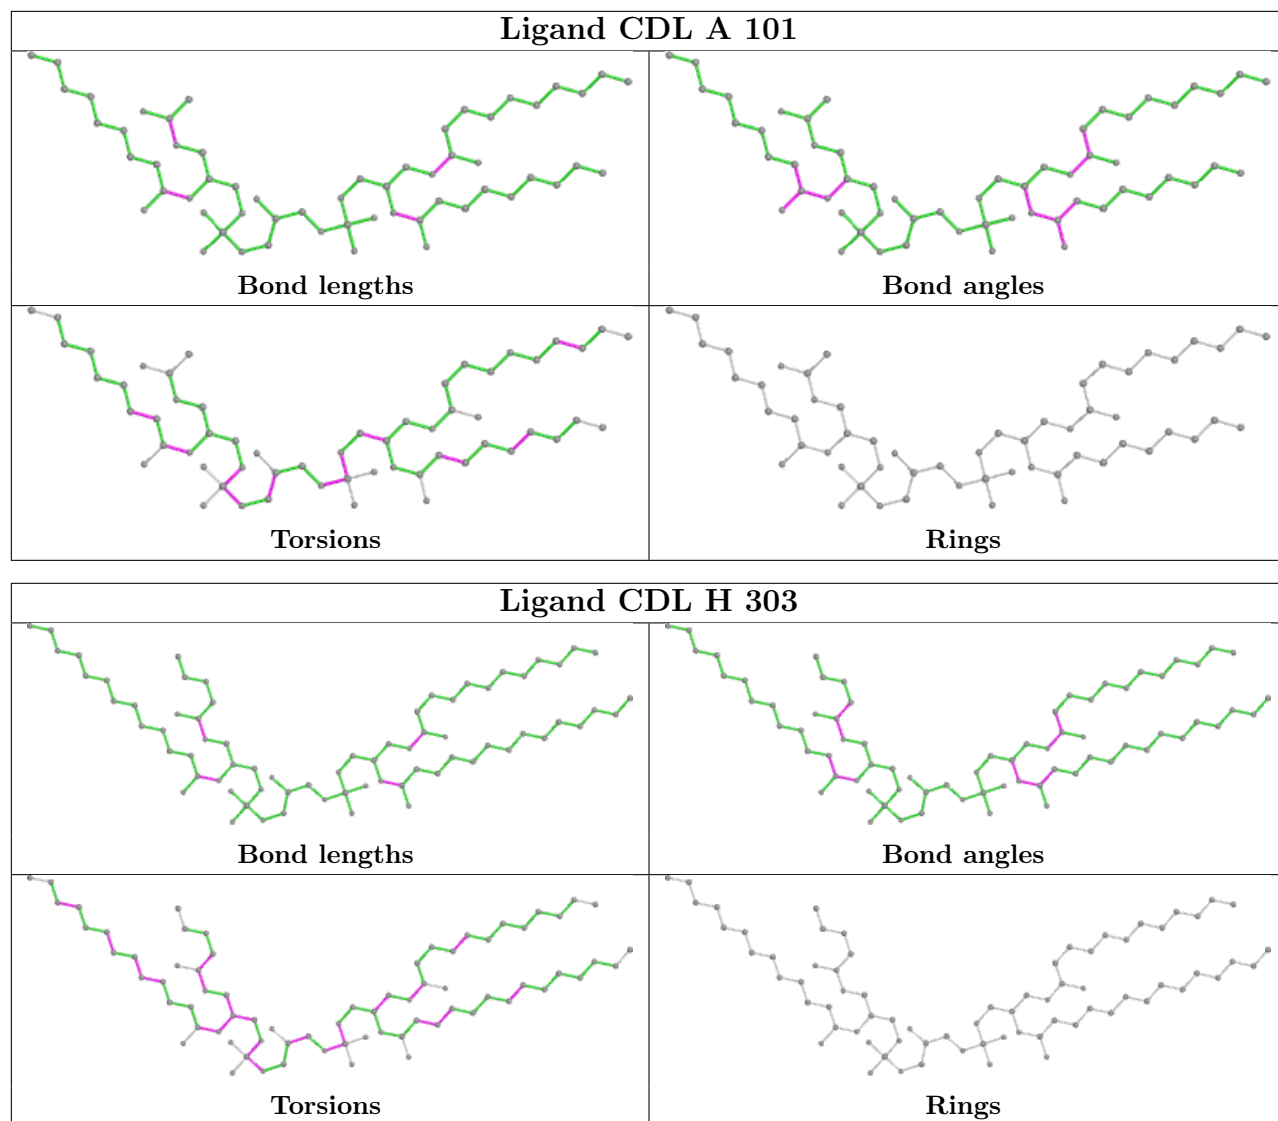 Ligand CDL A 101
Bond lengths
Bond angles
Torsions
Rings
Ligand CDL H 303
Bond lengths
Bond angles
Torsions
Rings